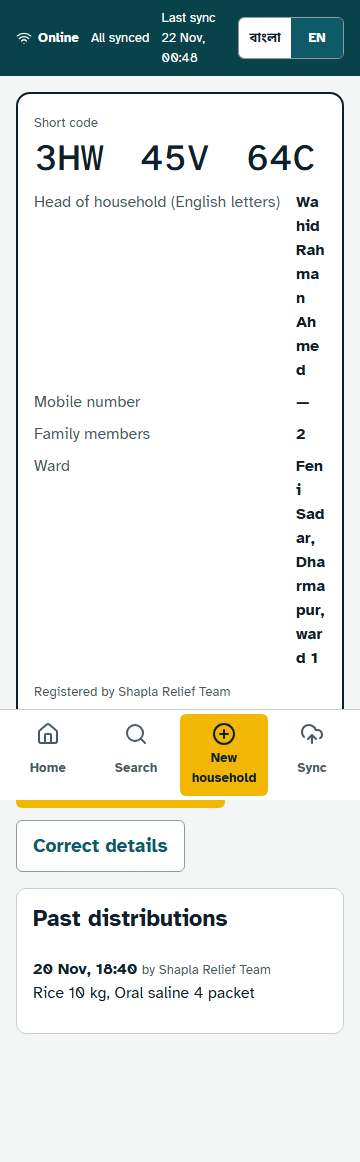 Online
All synced
Last sync
22 Nov,
00:48
বাংলা
EN
Short code
3HW 45V 64C
Head of household (English letters)
Wa
hid
Rah
ma
n
Ah
me
d
Mobile number
—
Family members
2
Ward
Fen
i
Sad
ar,
Dha
rma
pur,
war
d 1
Registered by Shapla Relief Team
Home
Search
New
household
Sync
Correct details
Past distributions
20 Nov, 18:40 by Shapla Relief Team
Rice 10 kg, Oral saline 4 packet